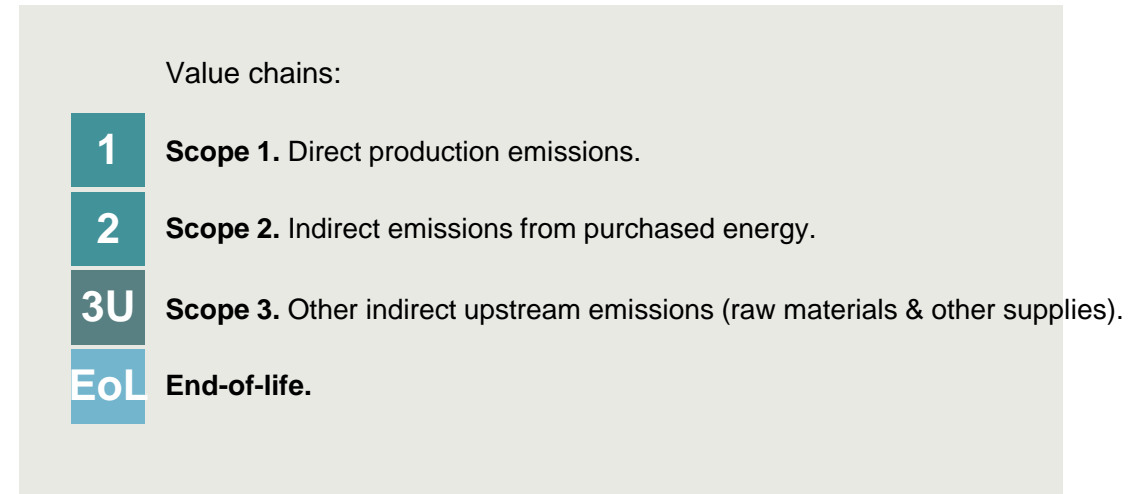 Value chains:
1 Scope 1. Direct production emissions.
2 Scope 2. Indirect emissions from purchased energy.
3U Scope 3. Other indirect upstream emissions (raw materials & other supplies).
EoL End-of-life.